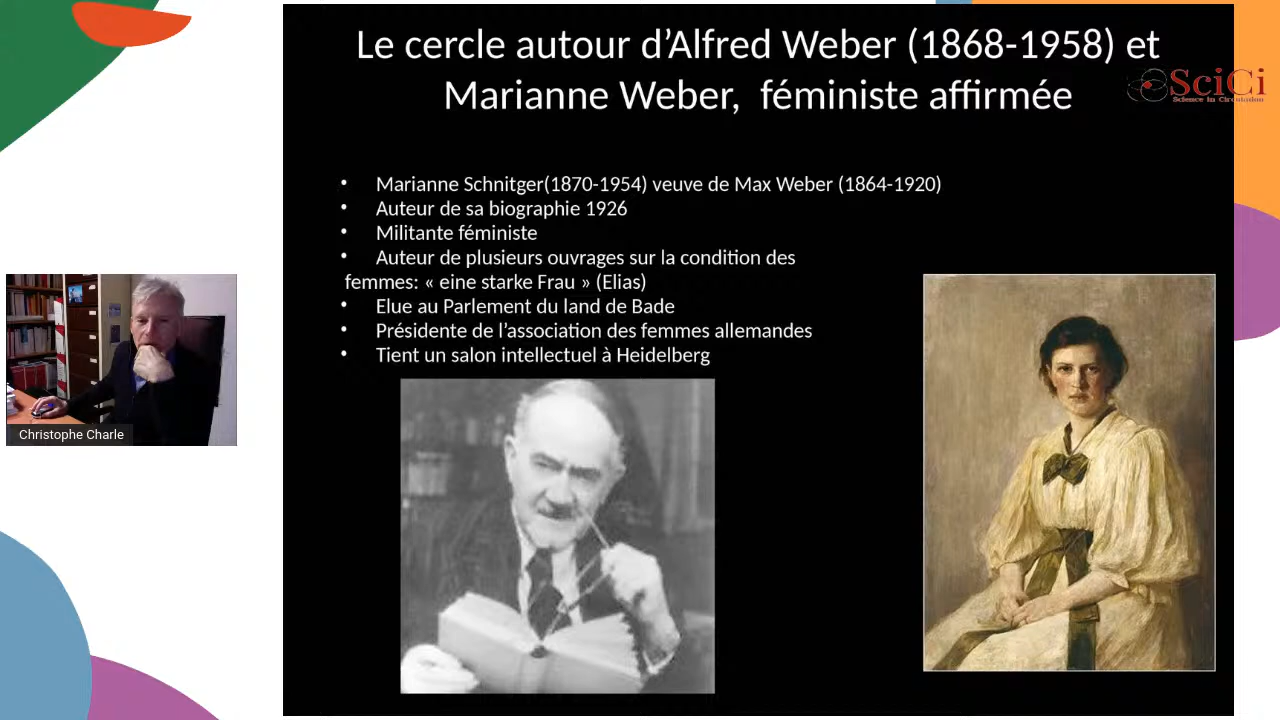 Le cercle autour d’Alfred Weber (1868-1958) et
Marianne Weber, féministe affirmée
SciCi
Science in Circulation
• Marianne Schnitger(1870-1954) veuve de Max Weber (1864-1920)
• Auteur de sa biographie 1926
• Militante féministe
• Auteur de plusieurs ouvrages sur la condition des
femmes: « eine starke Frau » (Elias)
• Elue au Parlement du land de Bade
• Présidente de l’association des femmes allemandes
• Tient un salon intellectuel à Heidelberg
Christophe Charle